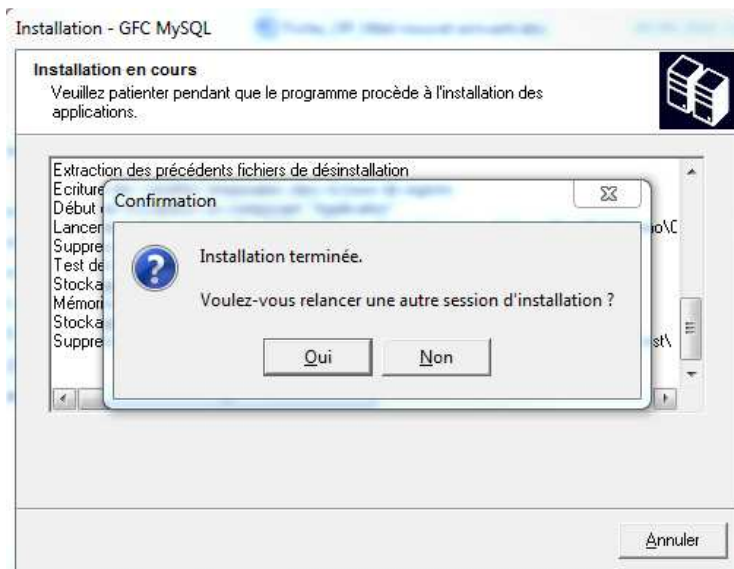 Installation - GFC MySQL
Installation en cours
Veuillez patienter pendant que le programme procède à l'installation des
applications.
Extraction des précédents fichiers de désinstallation
Ecriture
Début
Lancer
Suppre
Test de
Stocka
Mémori
Stocka
Suppre
Confirmation
Installation terminée.
Voulez-vous relancer une autre session d'installation ?
Oui
Non
Annuler